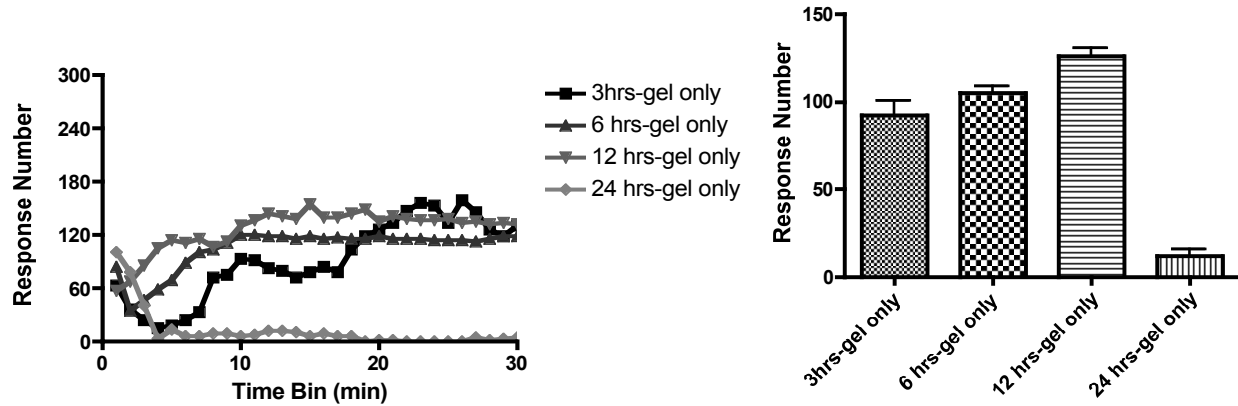 300
240
180
120
60
0
Response Number
0
10
20
30
Time Bin (min)
3hrs-gel only
6 hrs-gel only
12 hrs-gel only
24 hrs-gel only
150
100
50
0
Response Number
3hrs-gel only
6 hrs-gel only
12 hrs-gel only
24 hrs-gel only